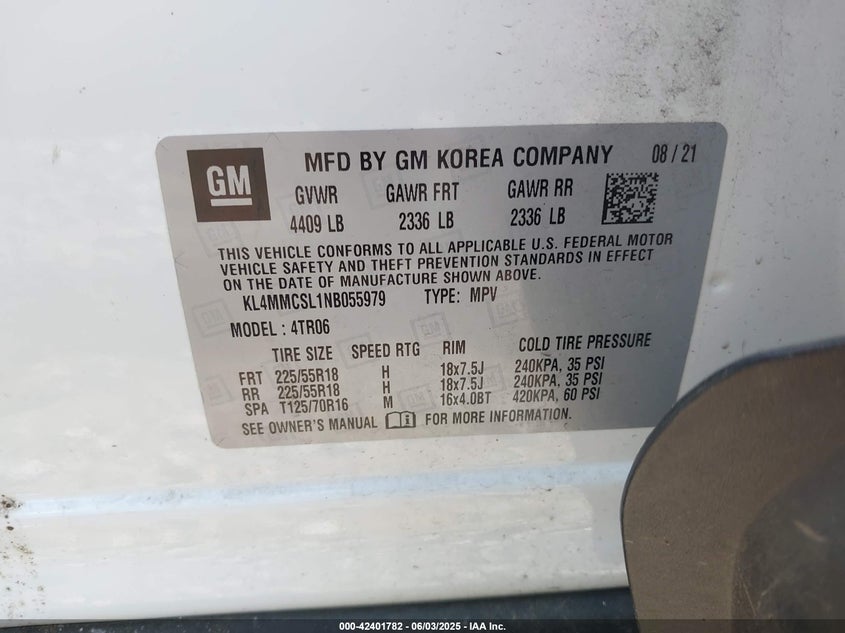 GM
MFD BY GM KOREA COMPANY 08 / 21
GVWR GAWR FRT GAWR RR
4409 LB 2336 LB 2336 LB
THIS VEHICLE CONFORMS TO ALL APPLICABLE U.S. FEDERAL MOTOR
VEHICLE SAFETY AND THEFT PREVENTION STANDARDS IN EFFECT
ON THE DATE OF MANUFACTURE SHOWN ABOVE.
KL4MMCSL1NB055979 TYPE: MPV
MODEL : 4TR06
TIRE SIZE SPEED RTG RIM COLD TIRE PRESSURE
FRT 225/55R18 H 18x7.5J 240KPA, 35 PSI
RR 225/55R18 H 18x7.5J 240KPA, 35 PSI
SPA T125/70R16 M 16x4.0BT 420KPA, 60 PSI
SEE OWNER'S MANUAL FOR MORE INFORMATION.
000-42401782 - 06/03/2025 - IAA Inc.